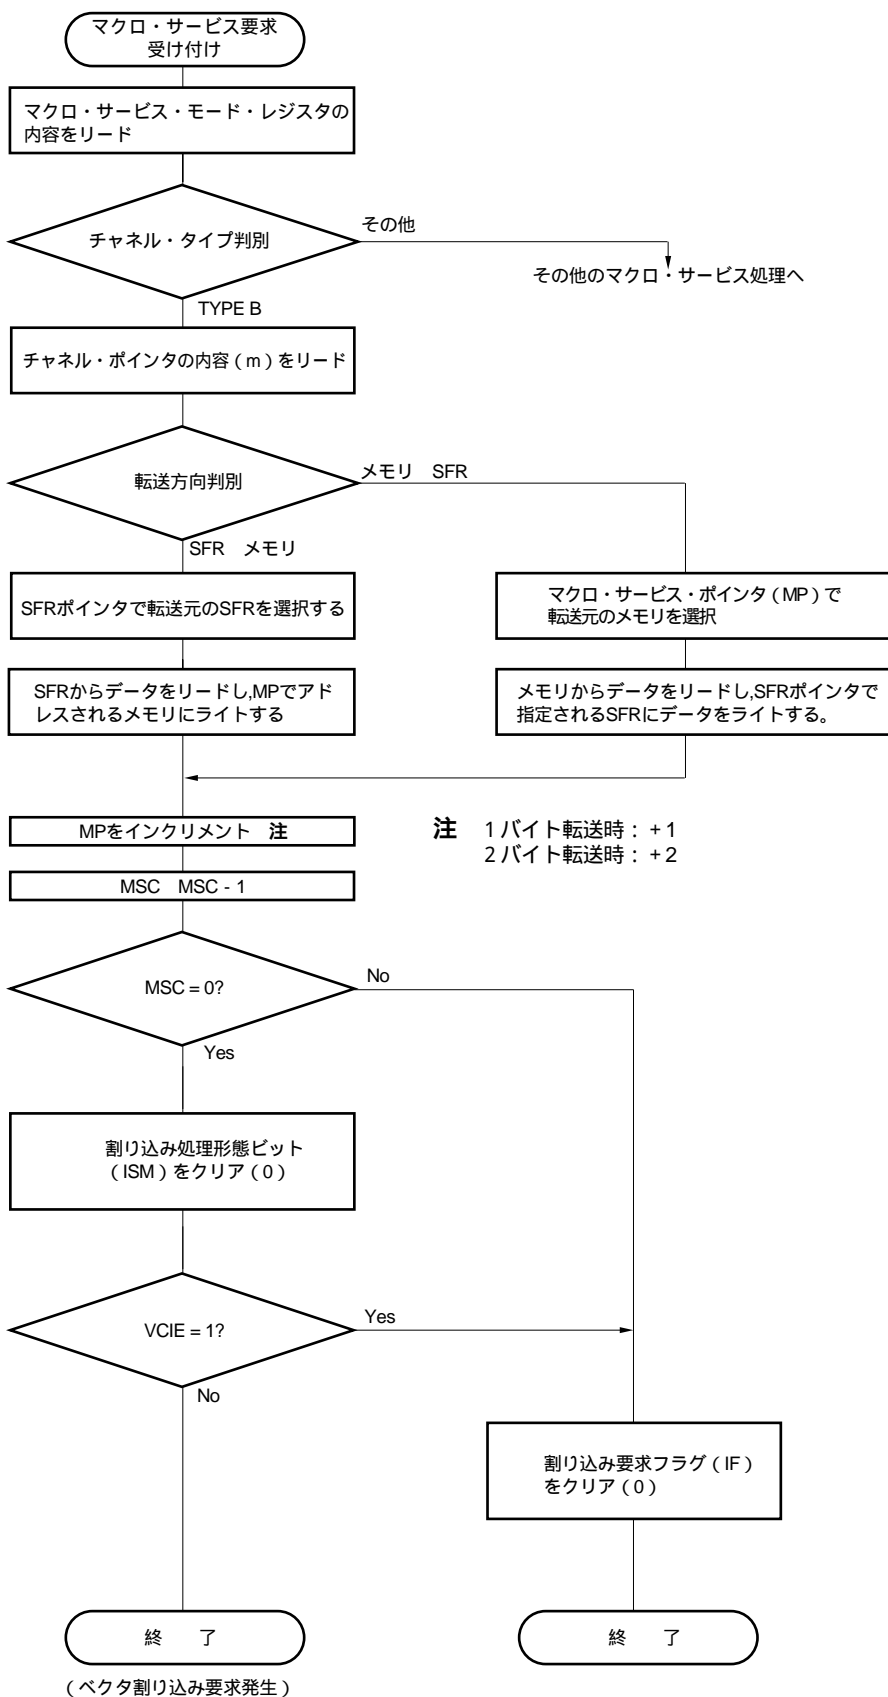 マクロ・サービス要求
受け付け
マクロ・サービス・モード・レジスタの
内容をリード
チャネル・タイプ判別
その他
その他のマクロ・サービス処理へ
TYPE B
チャネル・ポインタの内容(m)をリード
転送方向判別
メモリ SFR
SFR メモリ
SFRポインタで転送元のSFRを選択する
マクロ・サービス・ポインタ(MP)で
転送元のメモリを選択
SFRからデータをリードし,MPでアド
レスされるメモリにライトする
メモリからデータをリードし,SFRポインタで
指定されるSFRにデータをライトする。
MPをインクリメント 注
注 1バイト転送時:+1
2バイト転送時:+2
MSC MSC - 1
MSC = 0?
No
Yes
割り込み処理形態ビット
(ISM)をクリア(0)
VCIE = 1?
Yes
No
割り込み要求フラグ(IF)
をクリア(0)
終 了
終 了
(ベクタ割り込み要求発生)